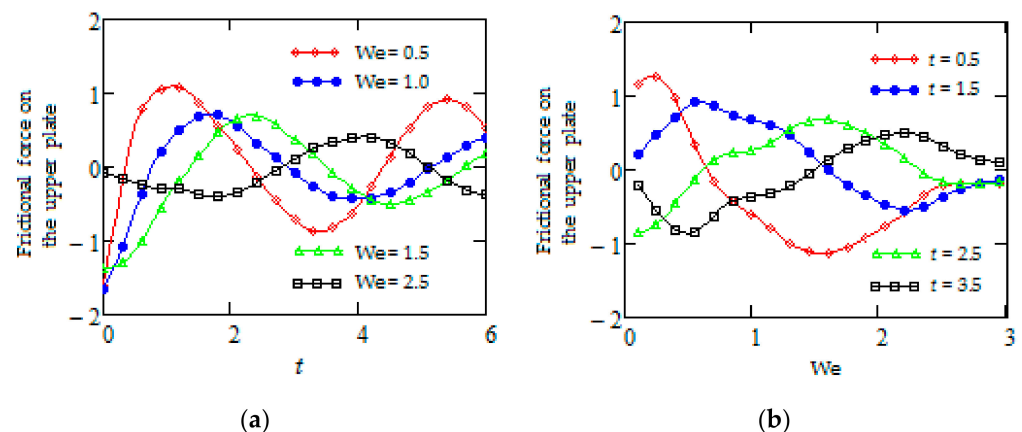 Frictional force on
the upper plate
2
1
0
−1
−2
We= 0.5
We= 1.0
We= 1.5
We= 2.5
0
2
4
6
t
(a)
Frictional force on
the upper plate
2
1
0
−1
−2
t = 0.5
t = 1.5
t = 2.5
t = 3.5
0
1
2
3
We
(b)